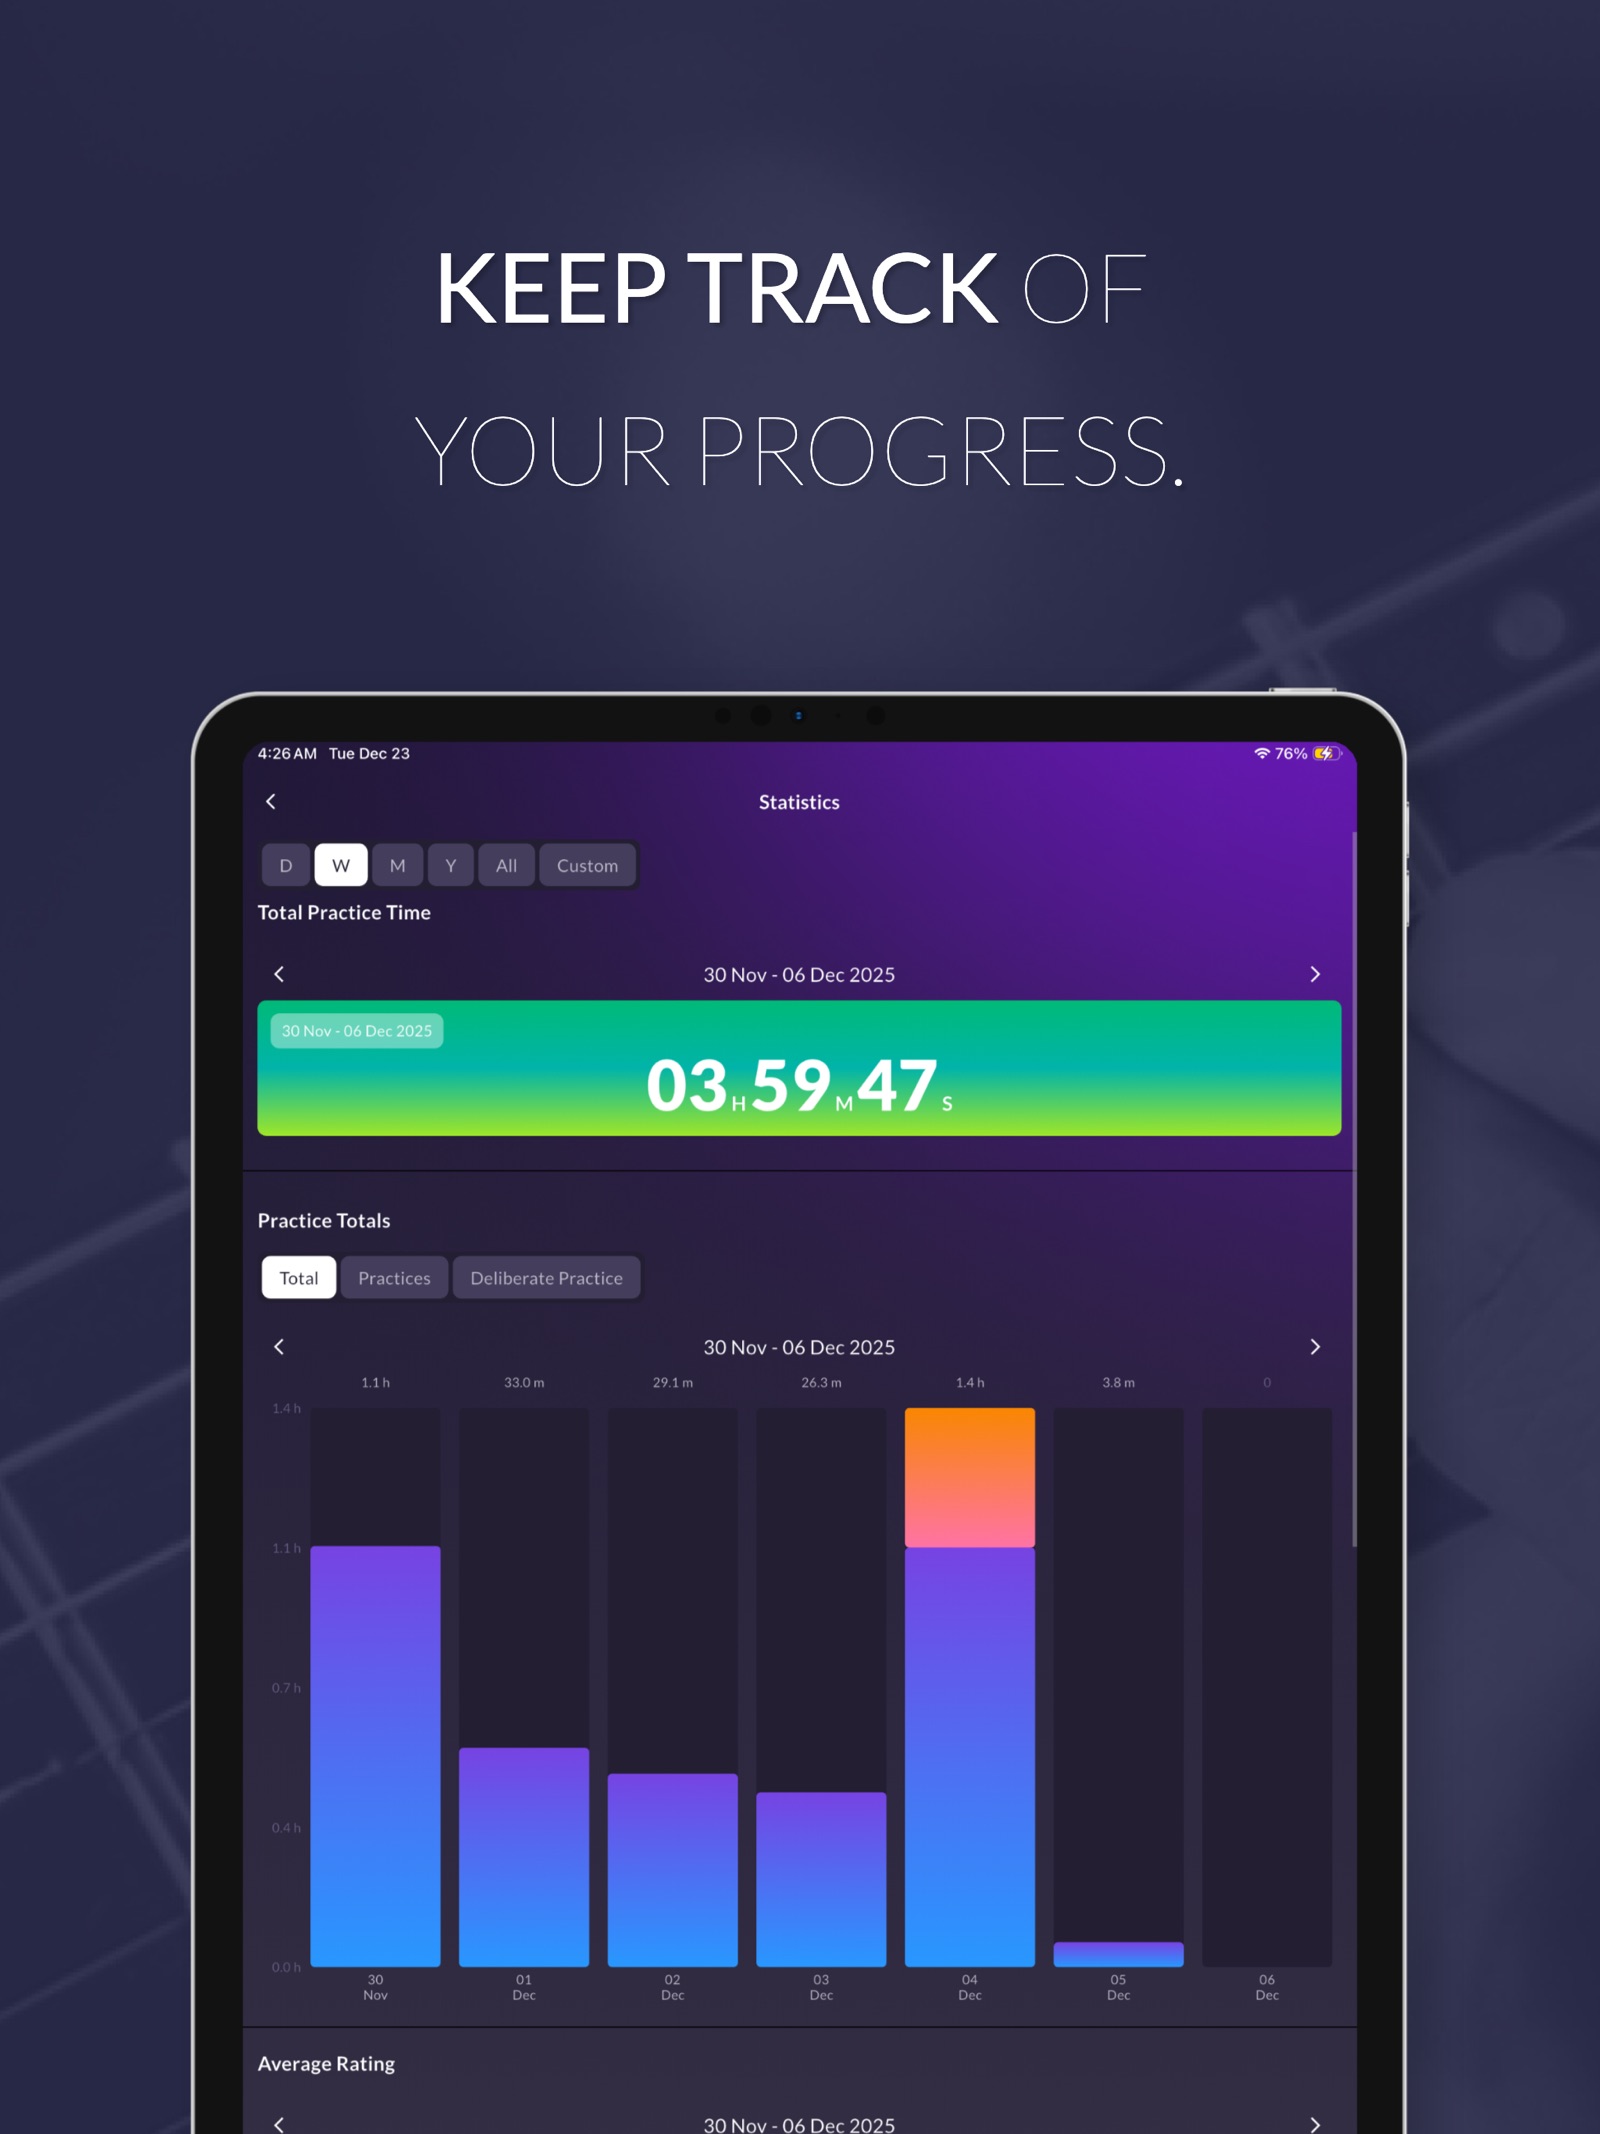 KEEP TRACK OF
YOUR PROGRESS.
4:26 AM Tue Dec 23 76%
Statistics
D W M Y All Custom
Total Practice Time
30 Nov - 06 Dec 2025
30 Nov - 06 Dec 2025
03H59M47S
Practice Totals
Total Practices Deliberate Practice
30 Nov - 06 Dec 2025
1.1 h 33.0 m 29.1 m 26.3 m 1.4 h 3.8 m 0
1.4 h
1.1 h
0.7 h
0.4 h
0.0 h
30 01 02 03 04 05 06
Nov Dec Dec Dec Dec Dec Dec
Average Rating
30 Nov - 06 Dec 2025